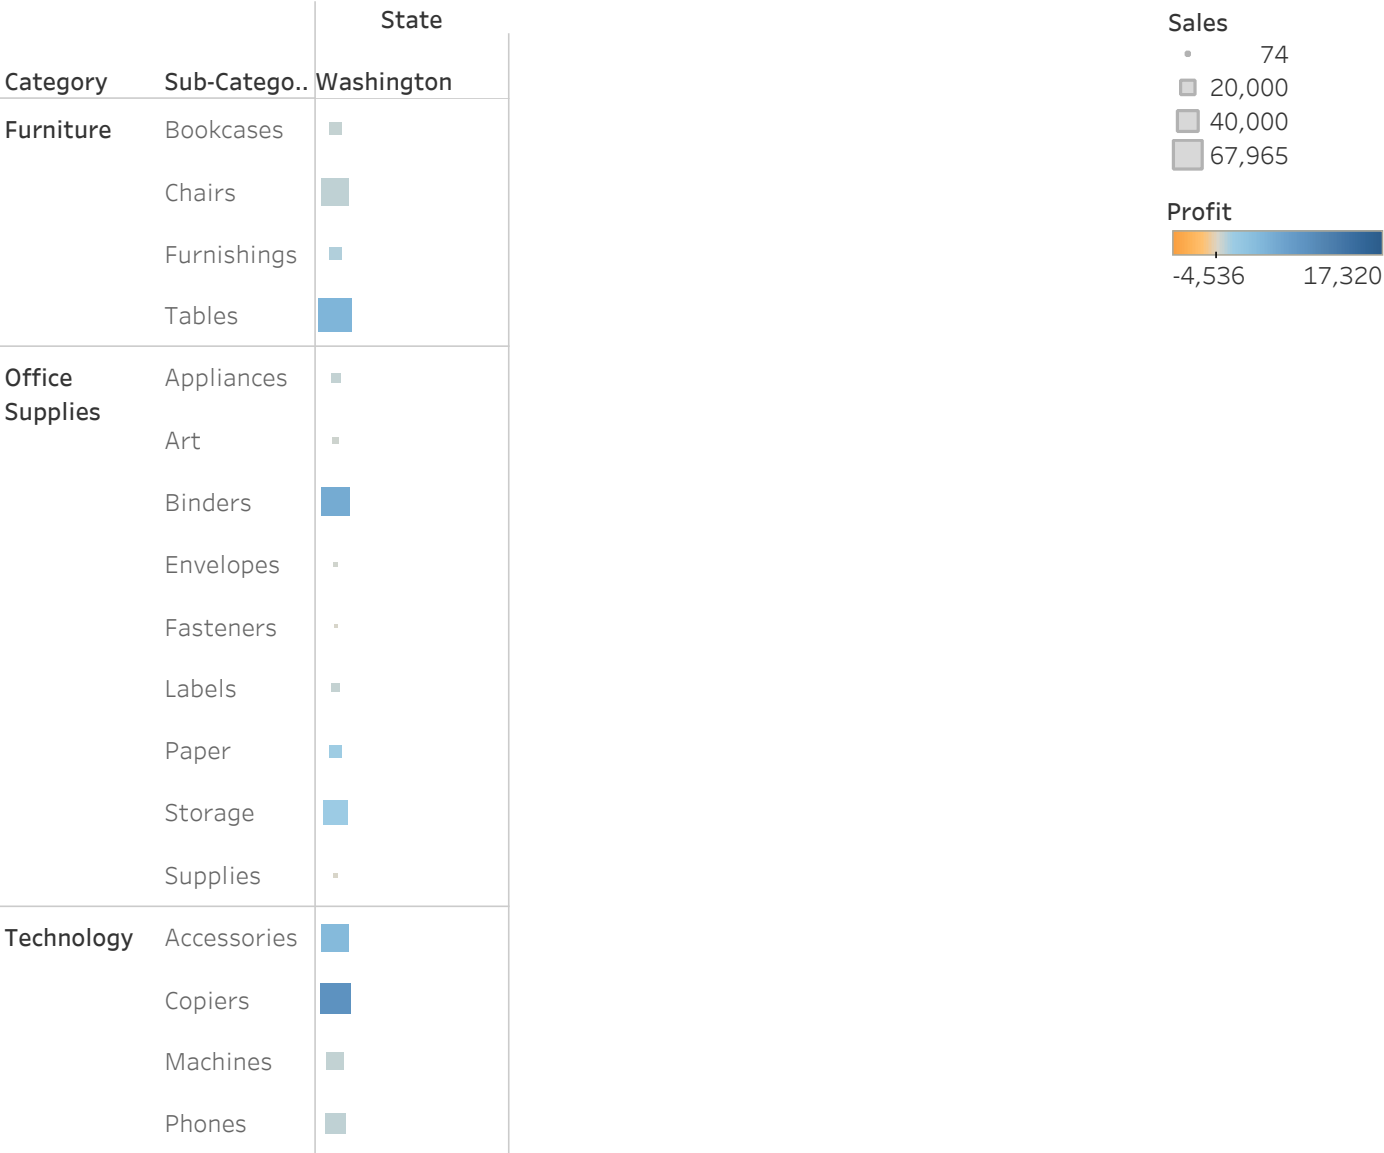 State
Category Sub-Catego.. Washington
Furniture Bookcases
Chairs
Furnishings
Tables
Office Supplies Appliances
Art
Binders
Envelopes
Fasteners
Labels
Paper
Storage
Supplies
Technology Accessories
Copiers
Machines
Phones
Sales
74
20,000
40,000
67,965
Profit
-4,536 17,320